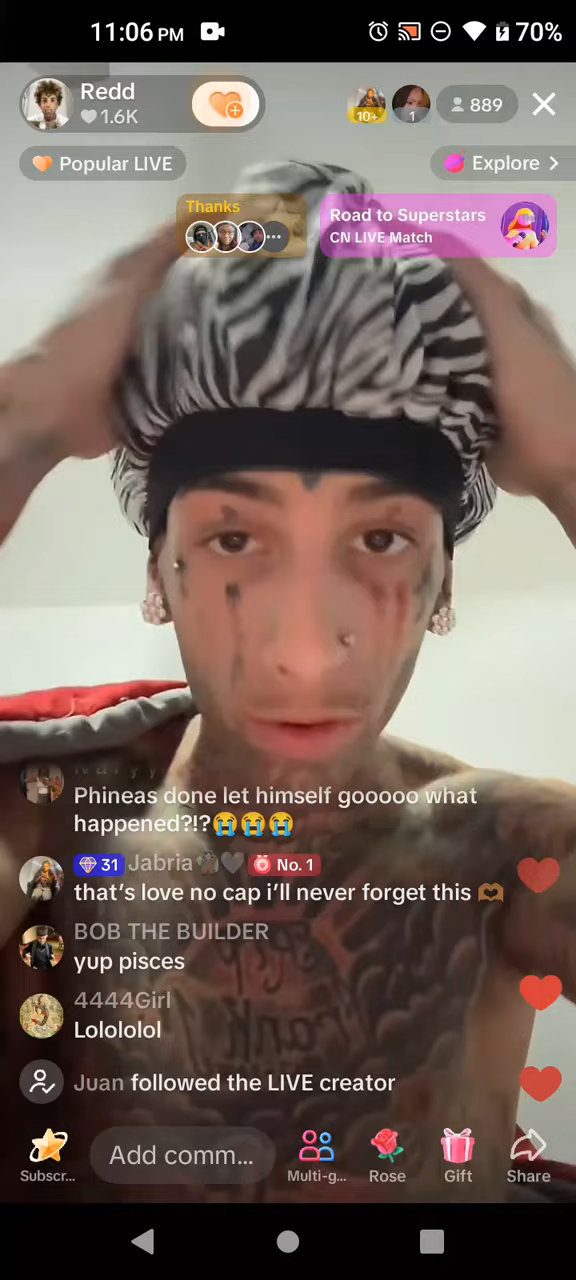 11:06 PM
70%
Redd
1.6K
10+
1
889
Popular LIVE
Explore >
Thanks
Road to Superstars
CN LIVE Match
Phineas done let himself gooooo what
happened?!?😭😭😭
31 Jabria No. 1
that's love no cap i'll never forget this 🫶🏾
BOB THE BUILDER
yup pisces
4444Girl
Lolololol
Juan followed the LIVE creator
Subscr...
Add comm...
Multi-g...
Rose
Gift
Share